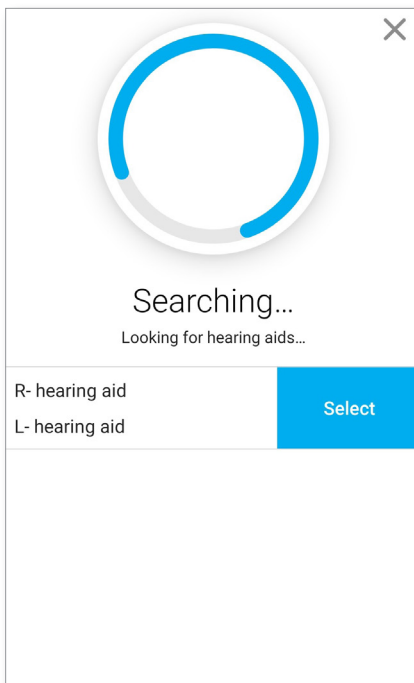 Searching...
Looking for hearing aids...
R- hearing aid
L- hearing aid
Select